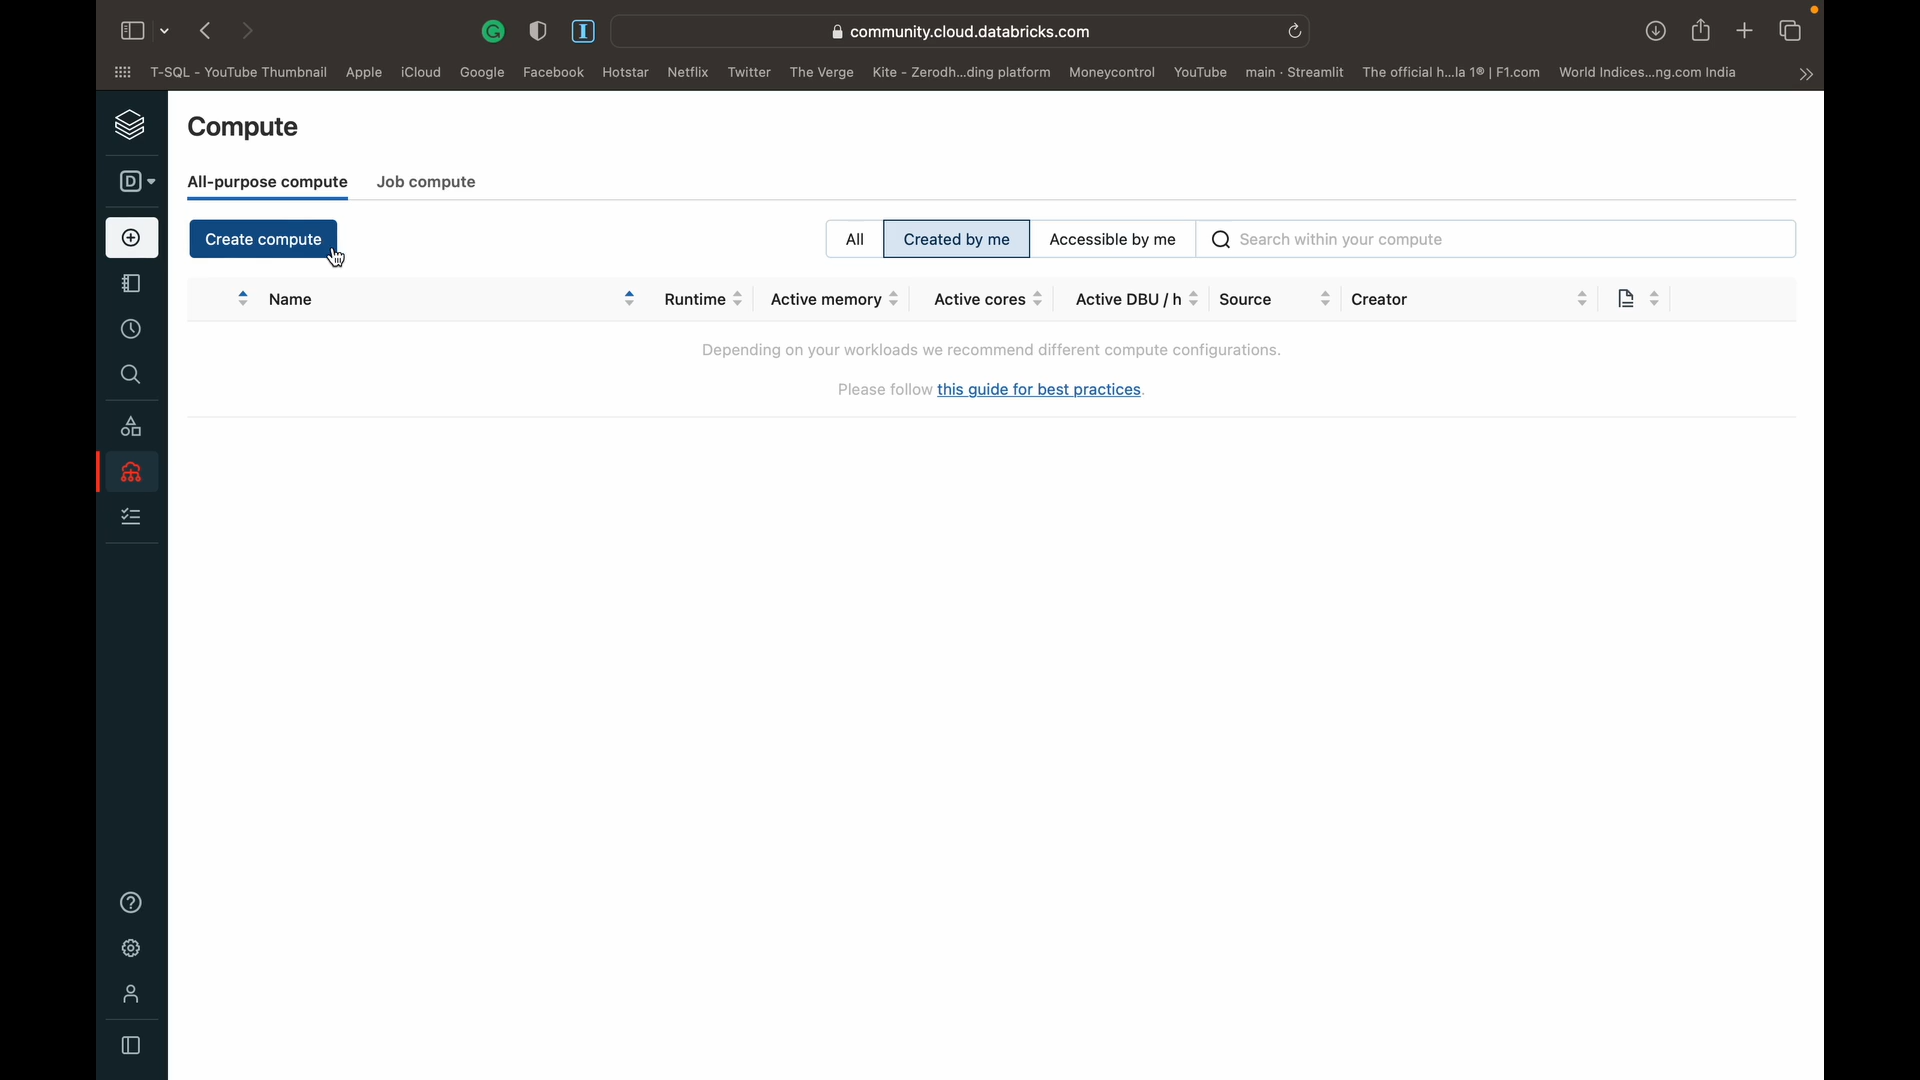 community.cloud.databricks.com
T-SQL - YouTube Thumbnail Apple iCloud Google Facebook Hotstar Netflix Twitter The Verge Kite - Zerodh...ding platform Moneycontrol YouTube main · Streamlit The official h...la 1® | F1.com World Indices...ng.com India
Compute
D
All-purpose compute Job compute
Create compute All Created by me Accessible by me Search within your compute
Name Runtime Active memory Active cores Active DBU / h Source Creator
Depending on your workloads we recommend different compute configurations.
Please follow this guide for best practices.